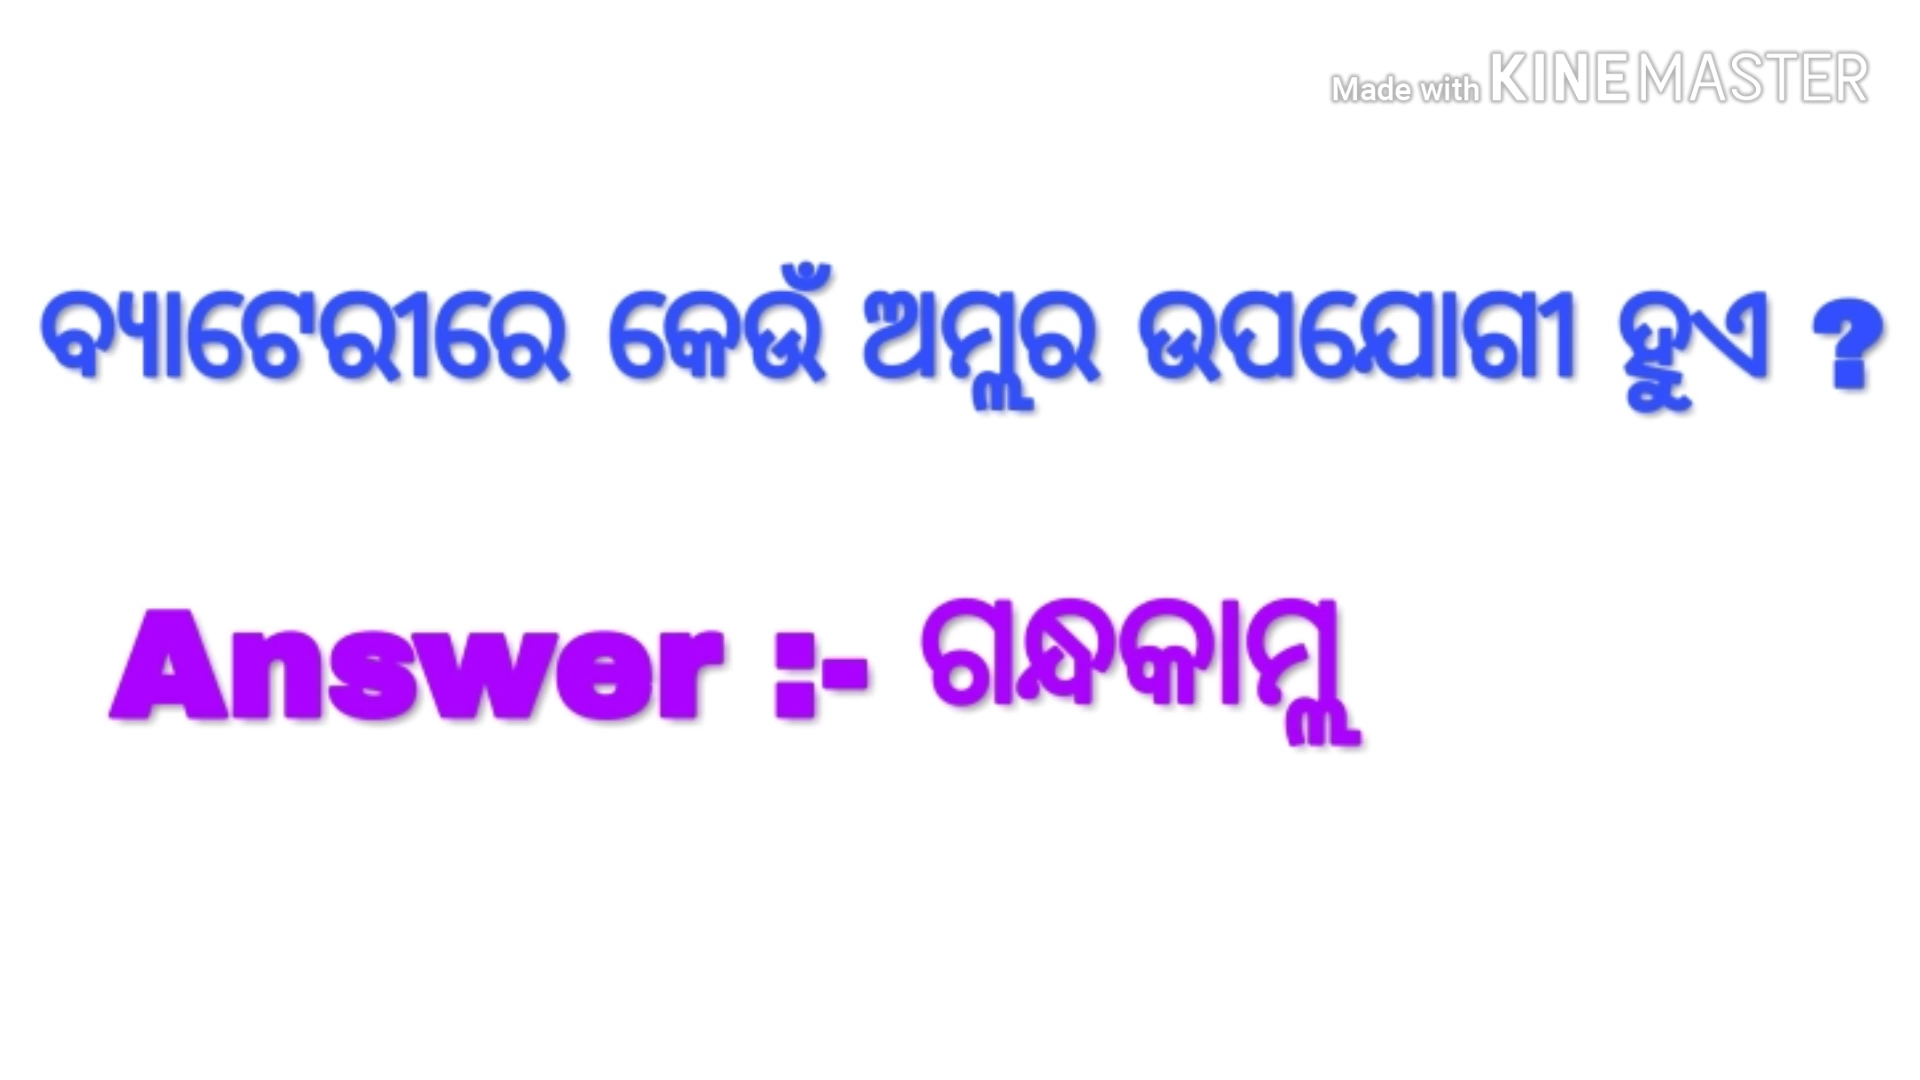 Made with KINEMASTER
ବ୍ୟାଟେରୀରେ କେଉଁ ଅମ୍ଳର ଉପଯୋଗୀ ହୁଏ ?
Answer :- ଗନ୍ଧକାମ୍ଳ